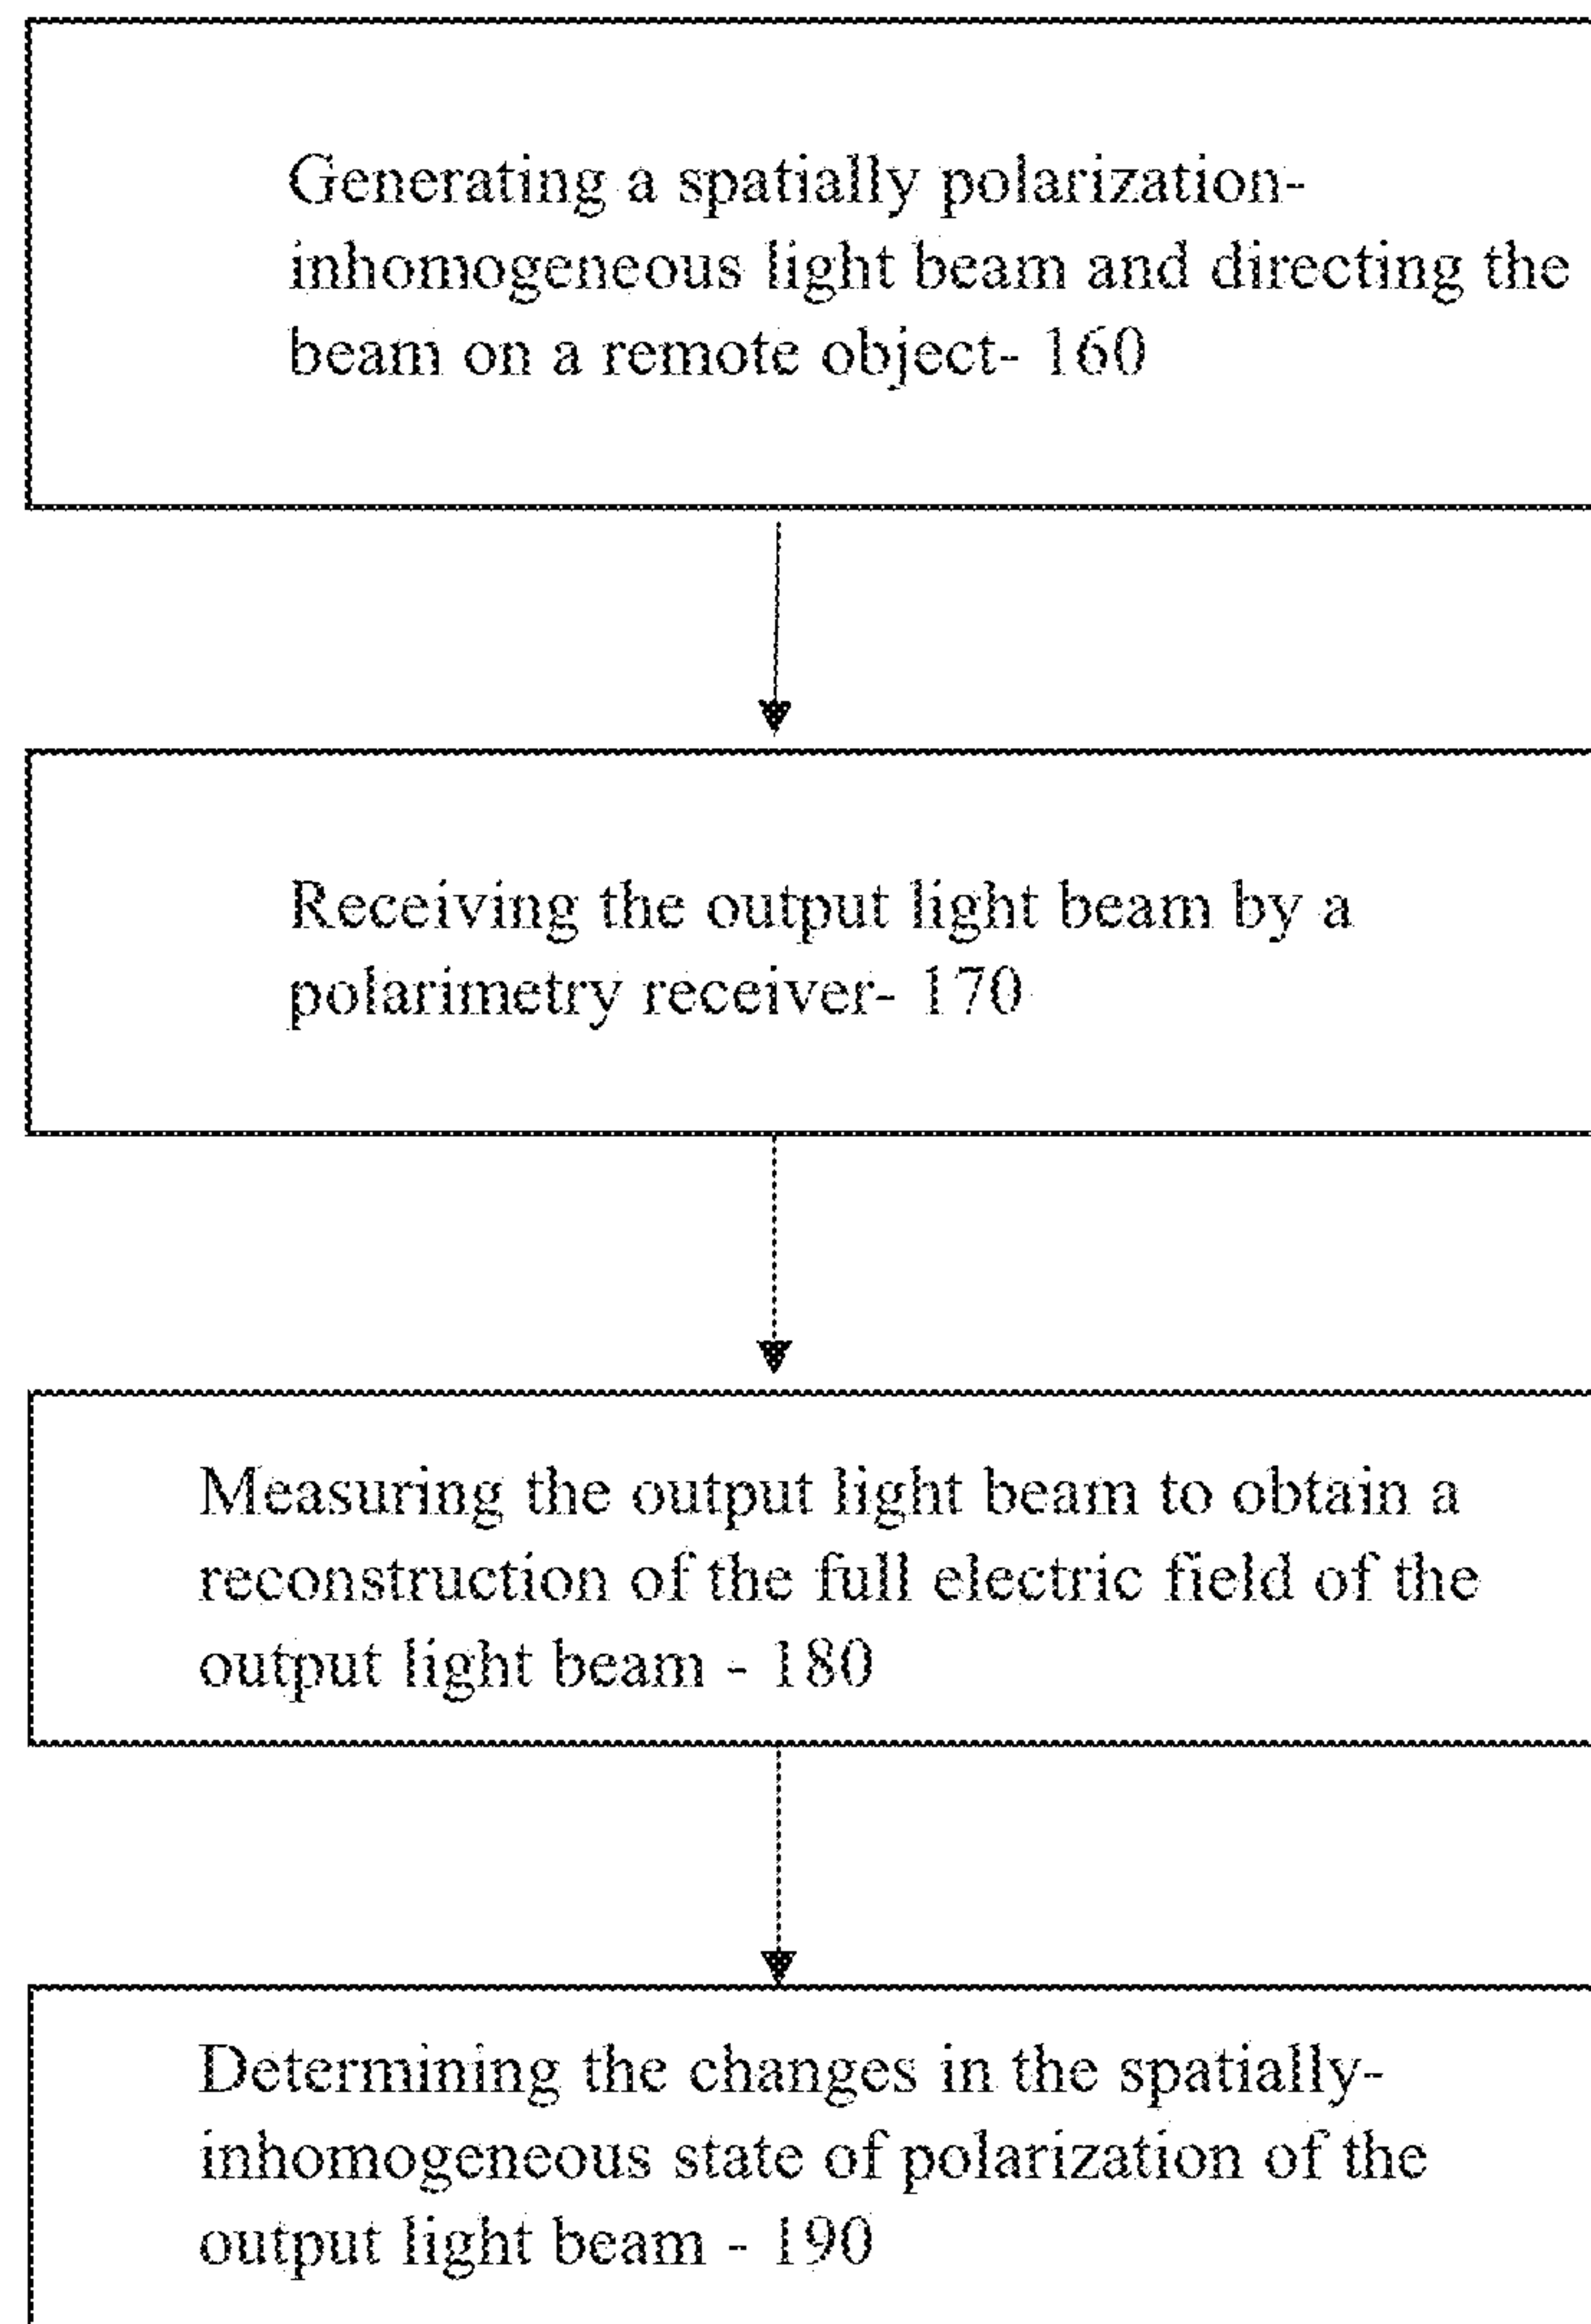 Generating a spatially polarization-
inhomogeneous light beam and directing the
beam on a remote object- 160
Receiving the output light beam by a
polarimetry receiver- 170
Measuring the output light beam to obtain a
reconstruction of the full electric field of the
output light beam - 180
Determining the changes in the spatially-
inhomogeneous state of polarization of the
output light beam - 190